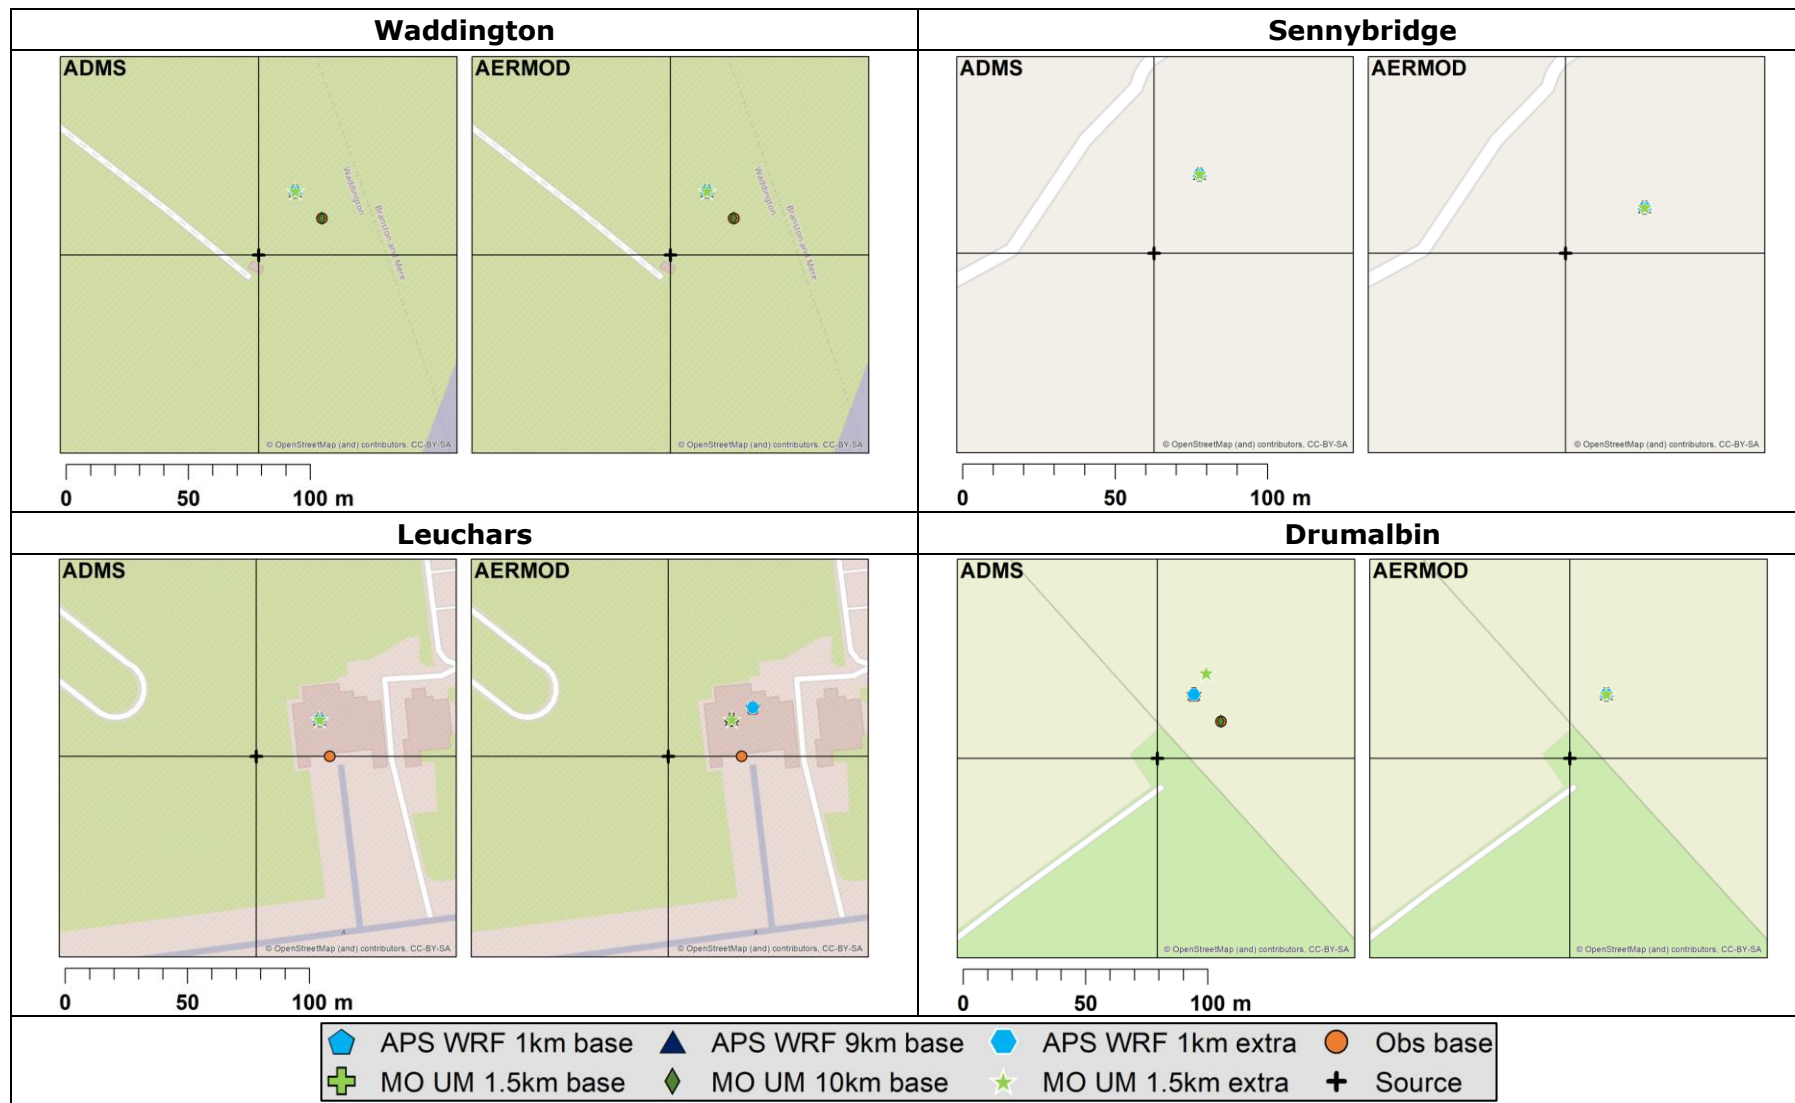 Waddington
Sennybridge
ADMS
AERMOD
ADMS
AERMOD
Waddington
Branston and Mere
Waddington
Branston and Mere
© OpenStreetMap (and) contributors, CC-BY-SA
© OpenStreetMap (and) contributors, CC-BY-SA
© OpenStreetMap (and) contributors, CC-BY-SA
© OpenStreetMap (and) contributors, CC-BY-SA
0 50 100 m
0 50 100 m
Leuchars
Drumalbin
ADMS
AERMOD
ADMS
AERMOD
© OpenStreetMap (and) contributors, CC-BY-SA
© OpenStreetMap (and) contributors, CC-BY-SA
© OpenStreetMap (and) contributors, CC-BY-SA
© OpenStreetMap (and) contributors, CC-BY-SA
0 50 100 m
0 50 100 m
APS WRF 1km base APS WRF 9km base APS WRF 1km extra Obs base
MO UM 1.5km base MO UM 10km base MO UM 1.5km extra Source